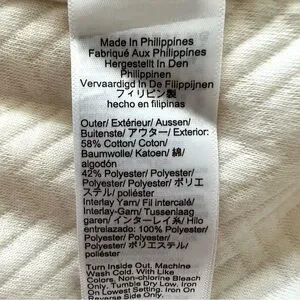 Made In Philippines
Fabriqué Aux Philippines
Hergestellt In Den
Philippinen
Vervaardigd In De Filippijnen
フィリピン製
hecho en filipinas
Outer/ Extérieur/ Aussen/
Buitenste/ アウター/ Exterior:
58% Cotton/ Coton/
Baumwolle/ Katoen/ 綿/
algodón
42% Polyester/ Polyester/
Polyester/ Polyester/ ポリエ
ステル/ poliéster
Interlay Yarn/ Fil intercalé/
Interlay-Garn/ Tussenlaag
garen/ インターレイ糸/ Hilo
entrelazado: 100% Polyester/
Polyester/ Polyester/
Polyester/ ポリエステル/
poliéster
Turn Inside Out. Machine
Wash Cold. With Like
Colors. Non-chlorine Bleach
Only. Tumble Dry Low. Iron
On Lowest Setting. Iron On
Reverse Side Only.